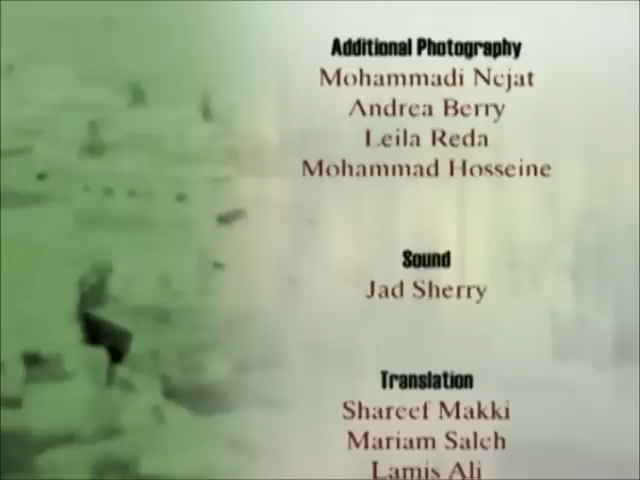 Additional Photography
Mohammadi Nejat
Andrea Berry
Leila Reda
Mohammad Hosseine
Sound
Jad Sherry
Translation
Shareef Makki
Mariam Saleh
Lamis Ali